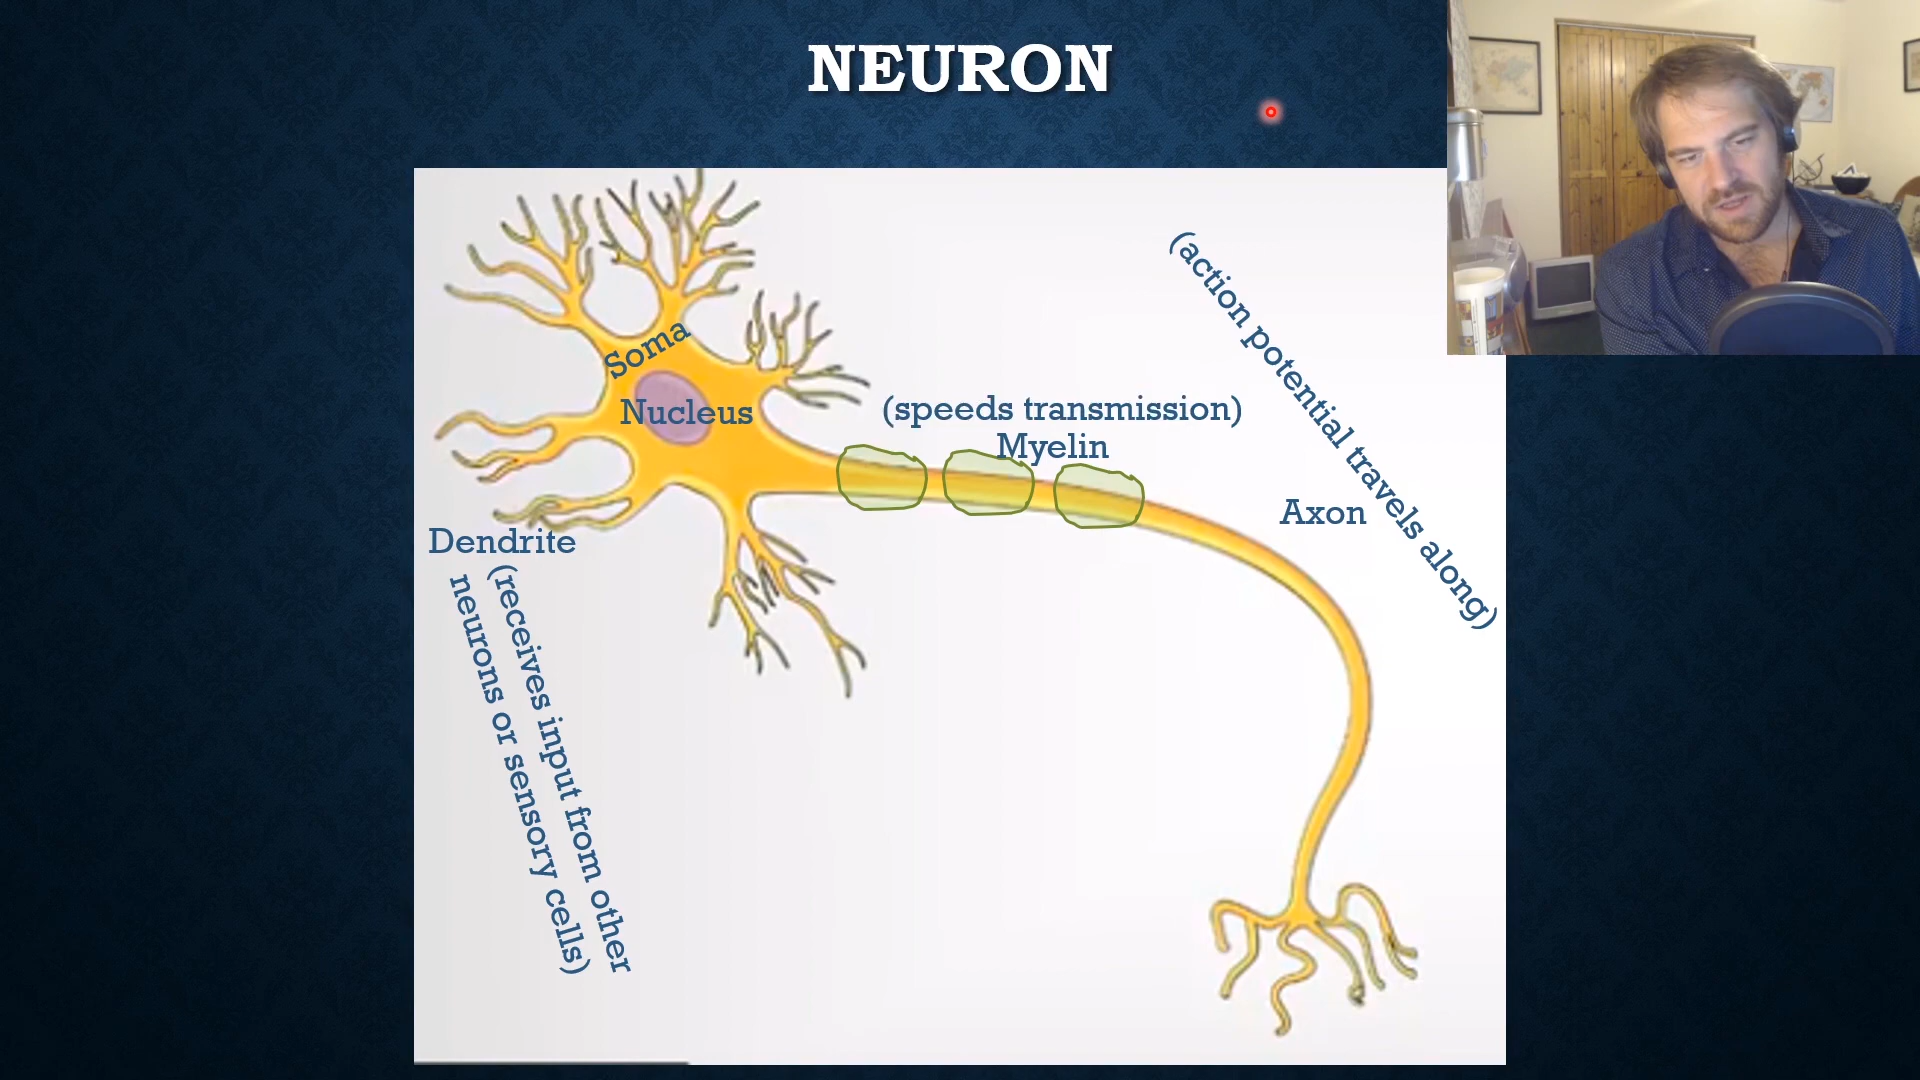 NEURON
Soma
Nucleus
(speeds transmission)
Myelin
(action potential travels along)
Axon
Dendrite
(receives input from other
neurons or sensory cells)